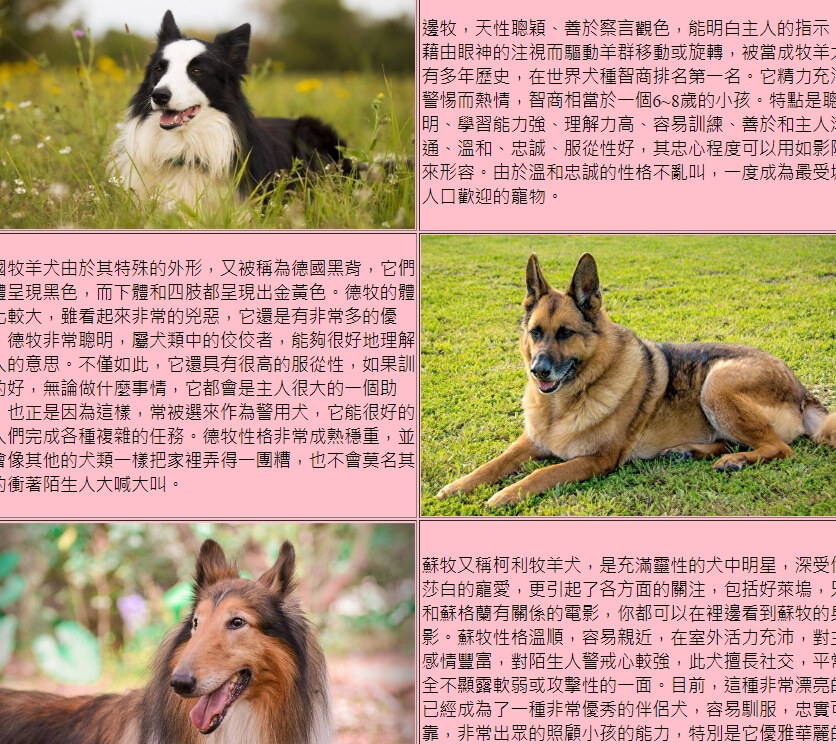 邊牧，天性聰穎、善於察言觀色，能明白主人的指示，
藉由眼神的注視而驅動羊群移動或旋轉，被當成牧羊犬
有多年歷史，在世界犬種智商排名第一名。它精力充沛、
警惕而熱情，智商相當於一個6~8歲的小孩。特點是聰
明、學習能力強、理解力高、容易訓練、善於和主人溝
通、溫和、忠誠、服從性好，其忠心程度可以用如影隨
來形容。由於溫和忠誠的性格不亂叫，一度成為最受城
人口歡迎的寵物。
國牧羊犬由於其特殊的外形，又被稱為德國黑背，它們
體呈現黑色，而下體和四肢都呈現出金黃色。德牧的體
比較大，雖看起來非常的兇惡，它還是有非常多的優
德牧非常聰明，屬犬類中的佼佼者，能夠很好地理解
人的意思。不僅如此，它還具有很高的服從性，如果訓
的好，無論做什麼事情，它都會是主人很大的一個助
也正是因為這樣，常被選來作為警用犬，它能很好的
人們完成各種複雜的任務。德牧性格非常成熟穩重，並
會像其他的犬類一樣把家裡弄得一團糟，也不會莫名其
的衝著陌生人大喊大叫。
蘇牧又稱柯利牧羊犬，是充滿靈性的犬中明星，深受伊
莎白的寵愛，更引起了各方面的關注，包括好萊塢，只
和蘇格蘭有關係的電影，你都可以在裡邊看到蘇牧的身
影。蘇牧性格溫順，容易親近，在室外活力充沛，對主
感情豐富，對陌生人警戒心較強，此犬擅長社交，平常
全不顯露軟弱或攻擊性的一面。目前，這種非常漂亮的
已經成為了一種非常優秀的伴侶犬，容易馴服，忠實可
靠，非常出眾的照顧小孩的能力，特別是它優雅華麗